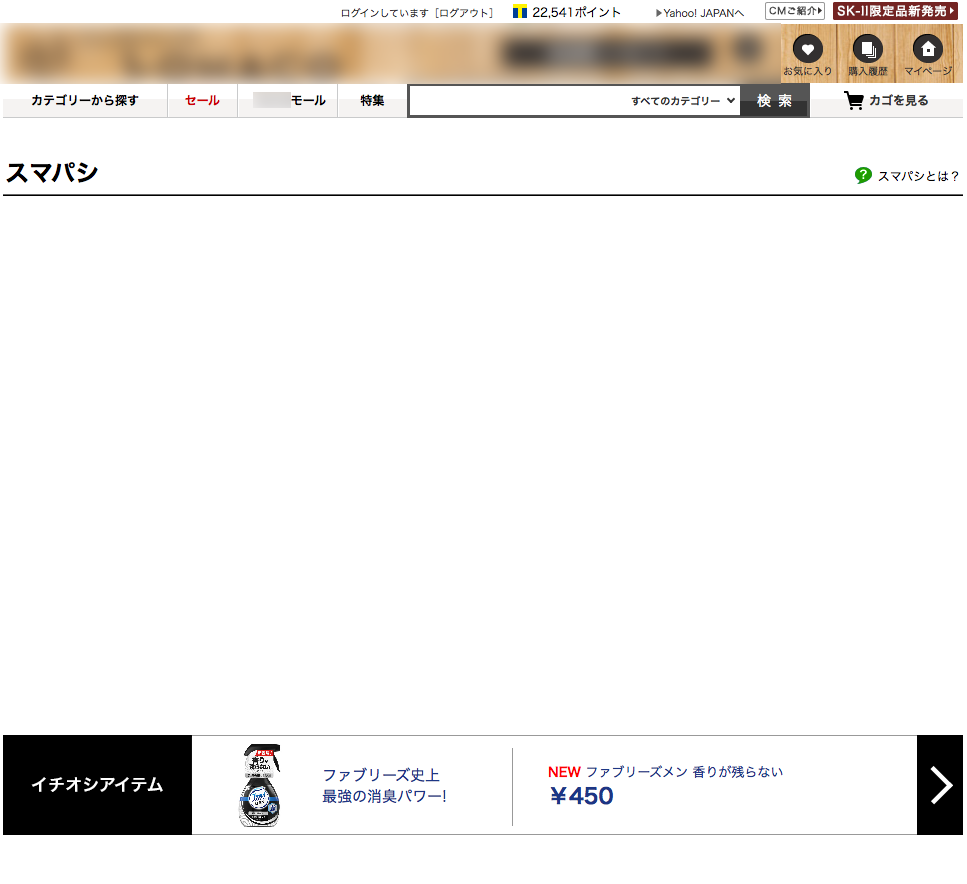 ログインしています [ログアウト]
22,541ポイント
Yahoo! JAPANへ
CMご紹介
SK-II限定品新発売
お気に入り
購入履歴
マイページ
カテゴリーから探す
セール
モール
特集
すべてのカテゴリー
検索
カゴを見る
スマパシ
スマパシとは？
イチオシアイテム
ファブリーズ史上
最強の消臭パワー!
NEW ファブリーズメン 香りが残らない
￥450